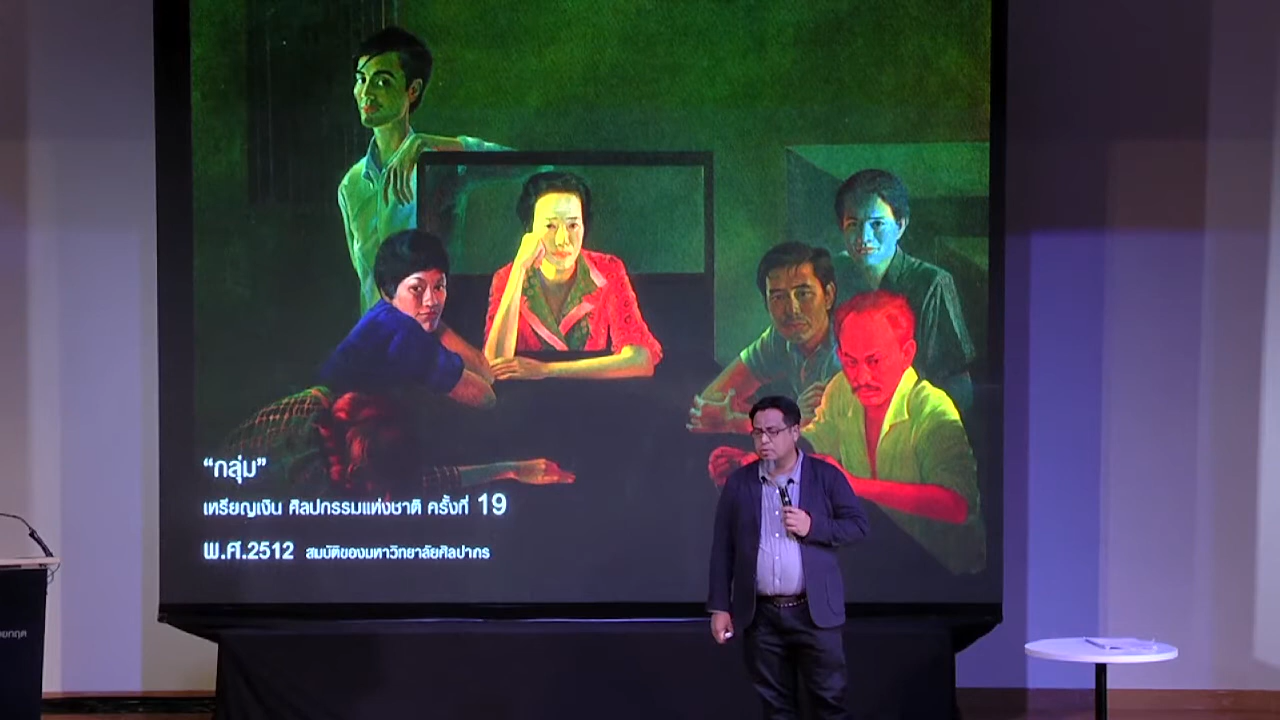 “กลุ่ม”
เหรียญเงิน ศิลปกรรมแห่งชาติ ครั้งที่ 19
พ.ศ.2512 สมบัติของมหาวิทยาลัยศิลปากร